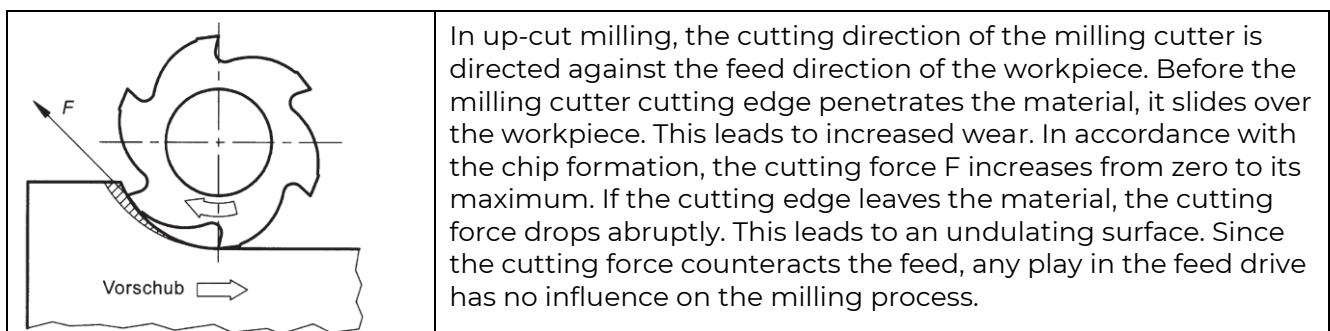 F
Vorschub
In up-cut milling, the cutting direction of the milling cutter is
directed against the feed direction of the workpiece. Before the
milling cutter cutting edge penetrates the material, it slides over
the workpiece. This leads to increased wear. In accordance with
the chip formation, the cutting force F increases from zero to its
maximum. If the cutting edge leaves the material, the cutting
force drops abruptly. This leads to an undulating surface. Since
the cutting force counteracts the feed, any play in the feed drive
has no influence on the milling process.